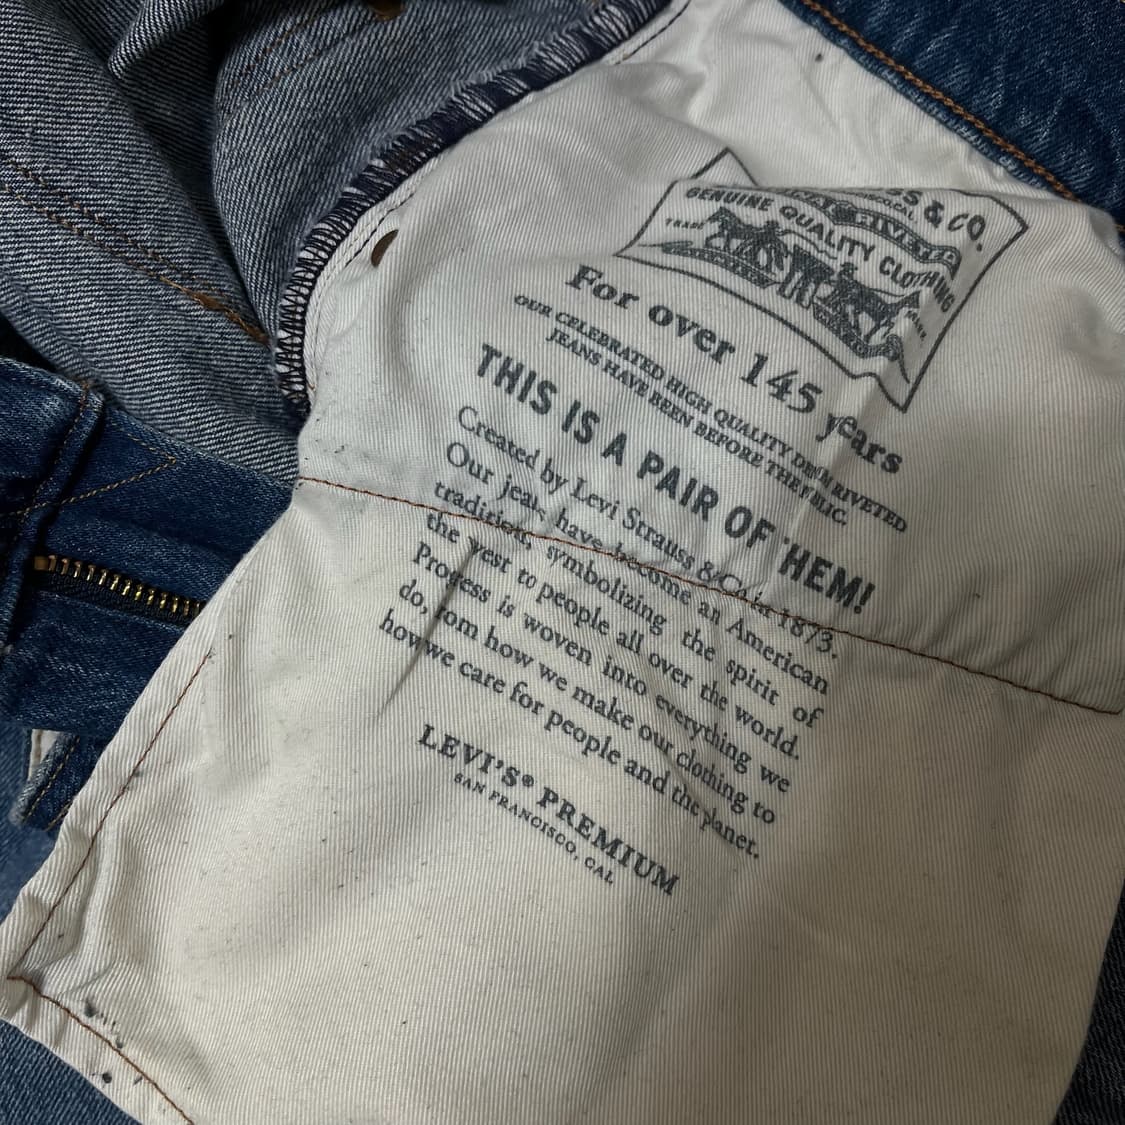 SS & CO.
GENUINE QUALITY CLOTHING
TRADE
For over 145 years
OUR CELEBRATED HIGH QUALITY DENIM RIVETED
JEANS HAVE BEEN BEFORE THE PUBLIC.
THIS IS A PAIR OF THEM!
Created by Levi Strauss & Co. in 1873.
Our jeans have become an American
tradition, symbolizing the spirit of
the west to people all over the world.
Progress is woven into everything we
do, from how we make our clothing to
how we care for people and the planet.
LEVI'S® PREMIUM
SAN FRANCISCO, CAL